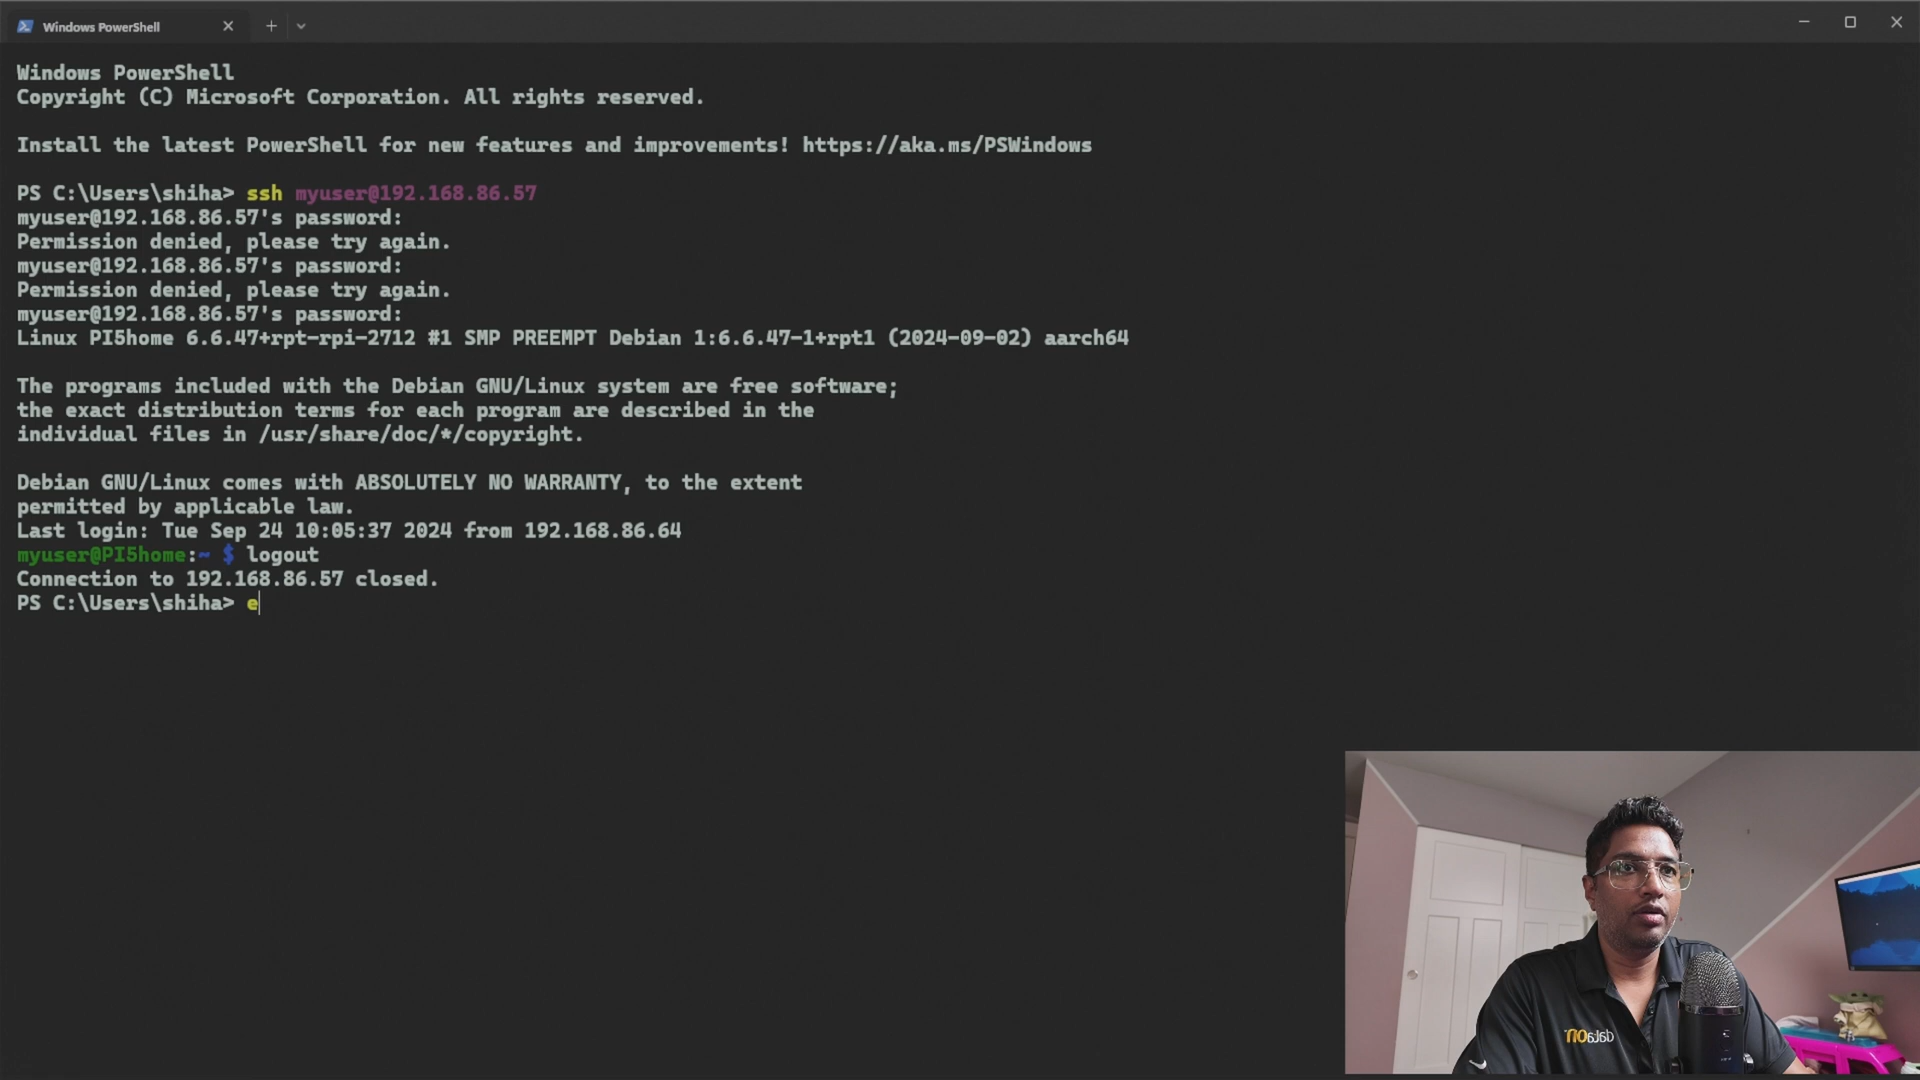 Windows PowerShell
Windows PowerShell
Copyright (C) Microsoft Corporation. All rights reserved.
Install the latest PowerShell for new features and improvements! https://aka.ms/PSWindows
PS C:\Users\shiha> ssh myuser@192.168.86.57
myuser@192.168.86.57's password:
Permission denied, please try again.
myuser@192.168.86.57's password:
Permission denied, please try again.
myuser@192.168.86.57's password:
Linux PI5home 6.6.47+rpt-rpi-2712 #1 SMP PREEMPT Debian 1:6.6.47-1+rpt1 (2024-09-02) aarch64
The programs included with the Debian GNU/Linux system are free software;
the exact distribution terms for each program are described in the
individual files in /usr/share/doc/*/copyright.
Debian GNU/Linux comes with ABSOLUTELY NO WARRANTY, to the extent
permitted by applicable law.
Last login: Tue Sep 24 10:05:37 2024 from 192.168.86.64
myuser@PI5home:~ $ logout
Connection to 192.168.86.57 closed.
PS C:\Users\shiha> e
dataON